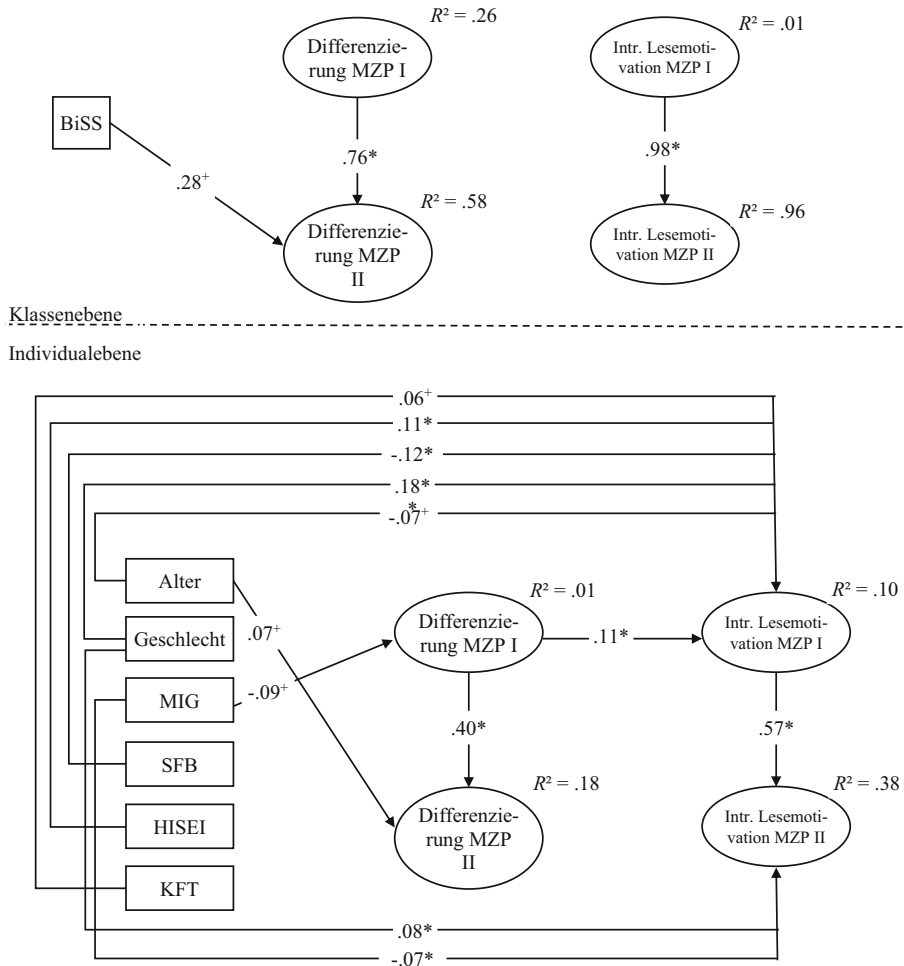 R² = .26
R² = .01
Differenzie-
rung MZP I
Intr. Lesemoti-
vation MZP I
BiSS
.76*
.98*
.28⁺
R² = .58
R² = .96
Differenzie-
rung MZP
II
Intr. Lesemoti-
vation MZP II
Klassenebene
Individualebene
.06⁺
.11*
-.12*
.18*
*
-.07⁺
Alter
R² = .01
R² = .10
Geschlecht
.07⁺
Differenzie-
rung MZP I
.11*
Intr. Lesemoti-
vation MZP I
MIG
-.09⁺
.40*
.57*
SFB
R² = .18
R² = .38
HISEI
Differenzie-
rung MZP
II
Intr. Lesemoti-
vation MZP II
KFT
.08*
-.07*